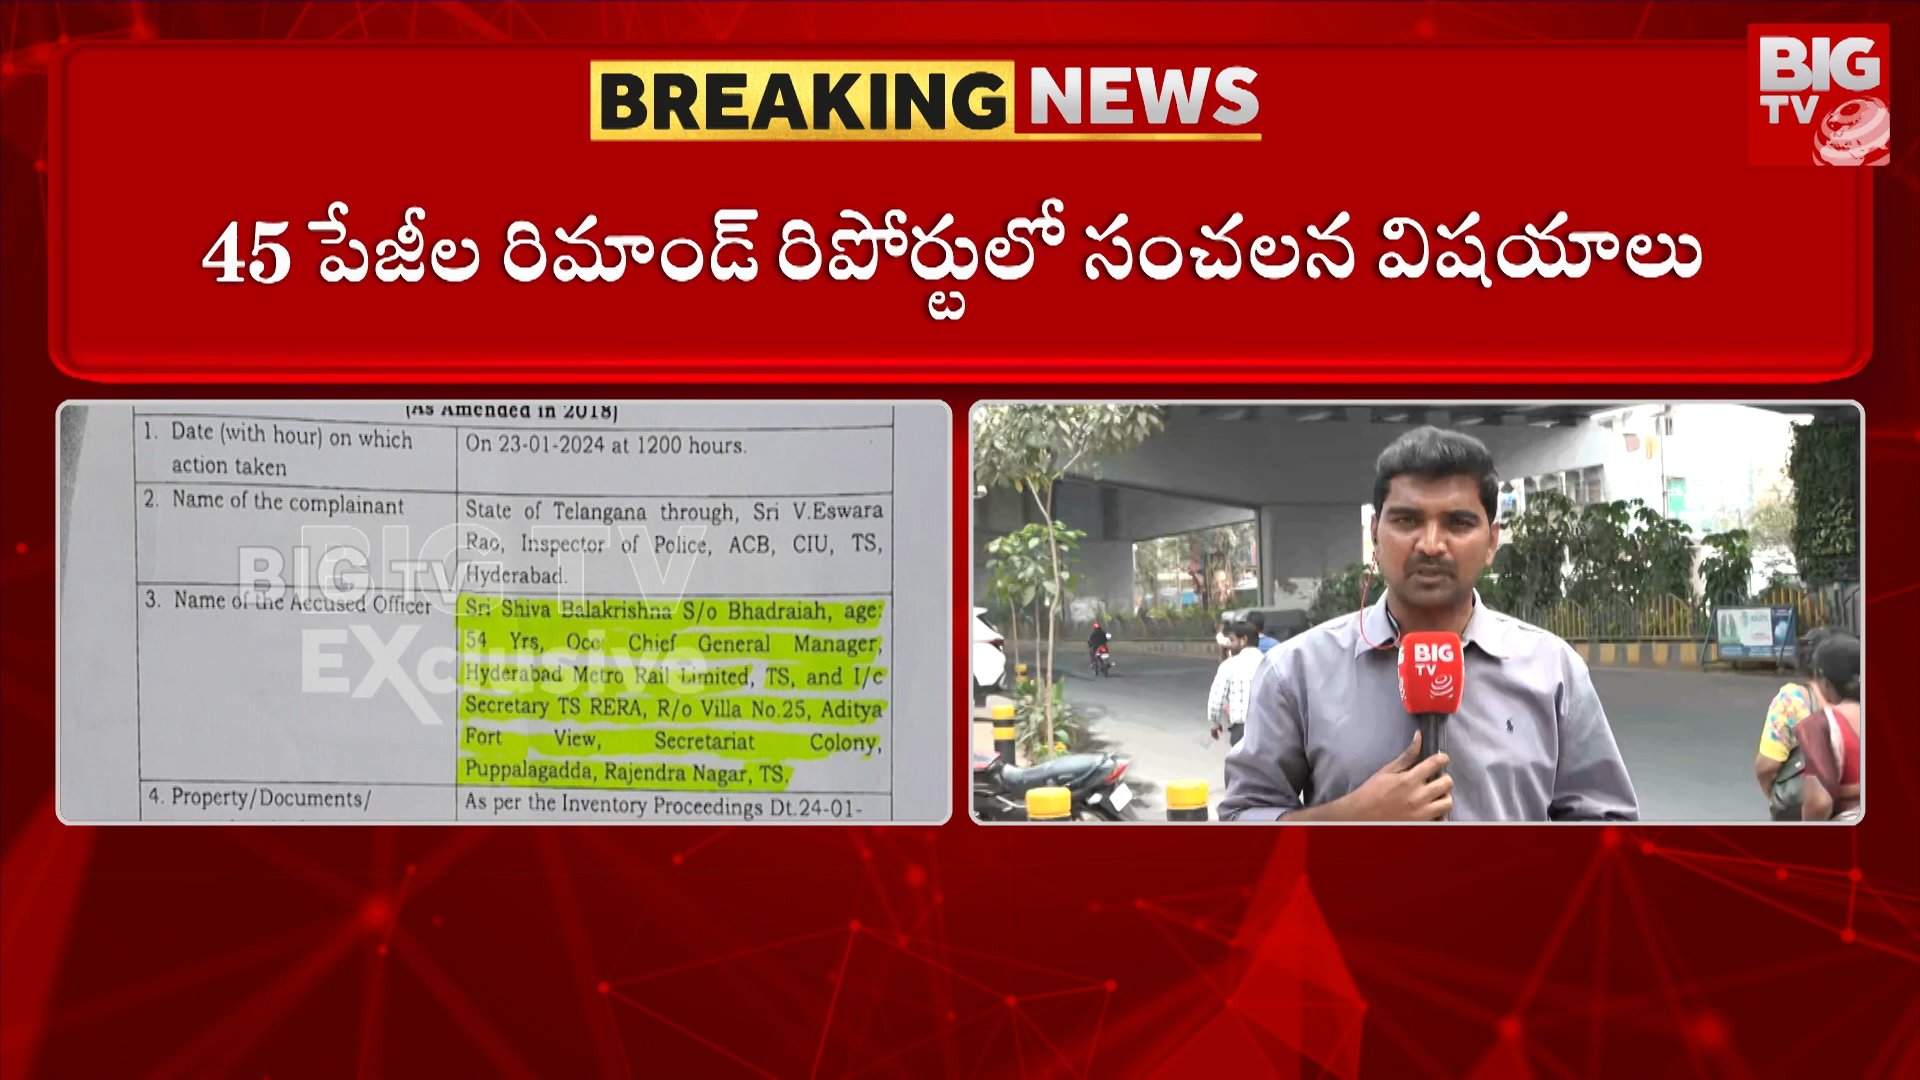 BREAKING NEWS
BIG
TV
45 పేజీల రిమాండ్ రిపోర్టులో సంచలన విషయాలు
(As Amended in 2018)
1. Date (with hour) on which
action taken
On 23-01-2024 at 1200 hours.
2. Name of the complainant
State of Telangana through, Sri V.Eswara
Rao, Inspector of Police, ACB, CIU, TS,
Hyderabad.
3. Name of the Accused Officer
Sri Shiva Balakrishna S/o Bhadraiah, age:
54 Yrs, Occ: Chief General Manager,
Hyderabad Metro Rail Limited, TS, and I/c
Secretary TS RERA, R/o Villa No.25, Aditya
Fort View, Secretariat Colony,
Puppalagadda, Rajendra Nagar, TS.
4. Property/Documents/
As per the Inventory Proceedings Dt.24-01-
BIG TV
BIG TV
EXclusive
BIG
TV